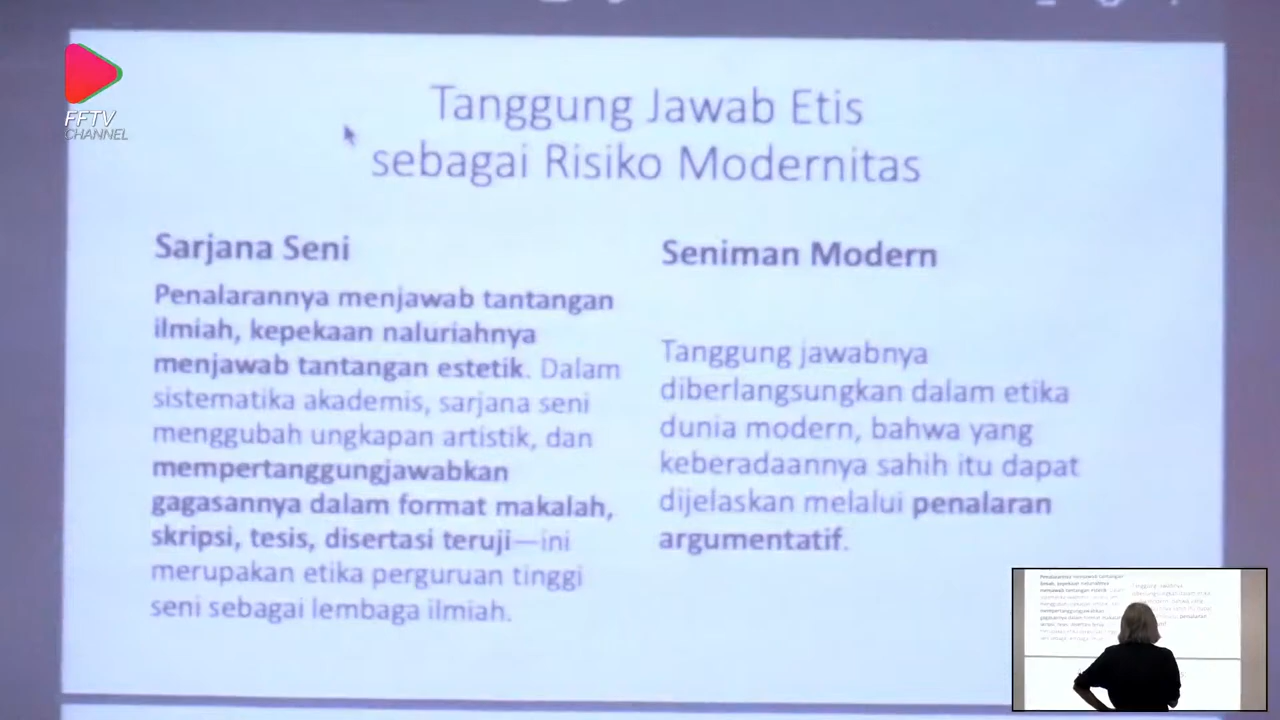 FFTV
CHANNEL
Tanggung Jawab Etis
sebagai Risiko Modernitas
Sarjana Seni
Penalarannya menjawab tantangan
ilmiah, kepekaan naluriahnya
menjawab tantangan estetik. Dalam
sistematika akademis, sarjana seni
menggubah ungkapan artistik, dan
mempertanggungjawabkan
gagasannya dalam format makalah,
skripsi, tesis, disertasi teruji—ini
merupakan etika perguruan tinggi
seni sebagai
Seniman Modern
Tanggung jawabnya
diberlangsungkan dalam etika
dunia modern, bahwa yang
keberadaannya sahih itu dapat
dijelaskan melalui penalaran
argumentatif.